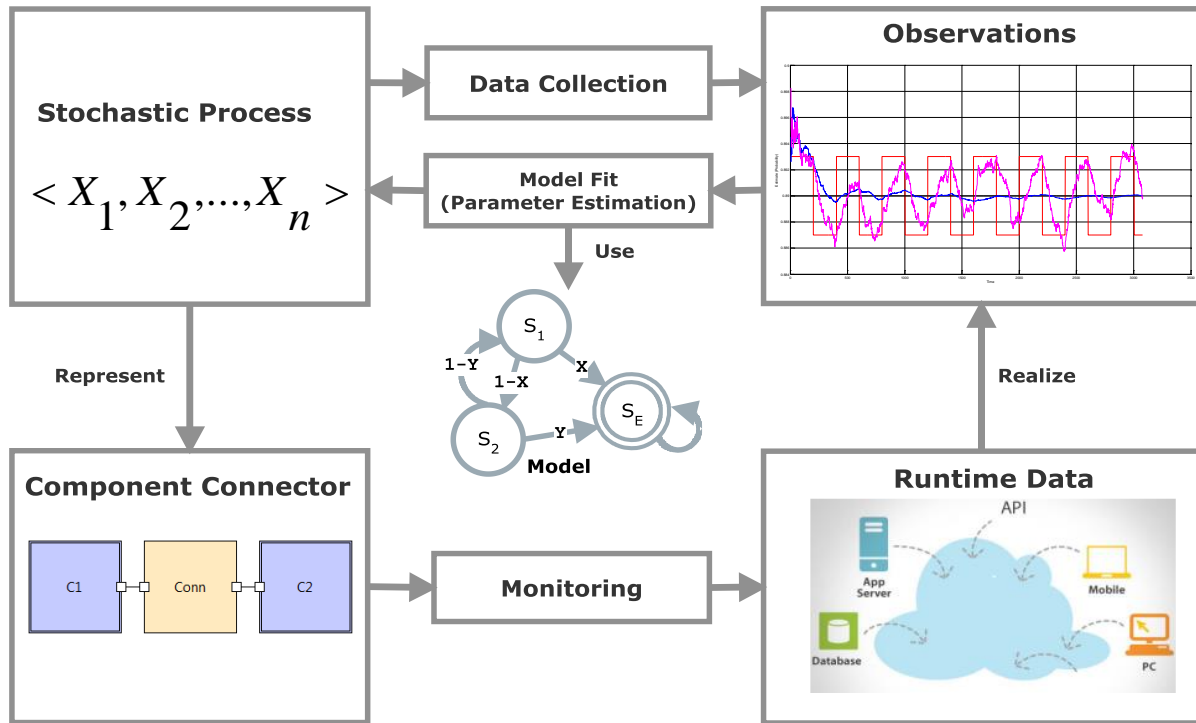 Stochastic Process
< X1, X2,..., Xn >
Data Collection
Observations
Time
Model Fit
(Parameter Estimation)
Use
S1
1-Y
1-X
X
SE
S2
Y
Model
Represent
Realize
Component Connector
C1
Conn
C2
Monitoring
Runtime Data
API
App
Server
Mobile
Database
PC